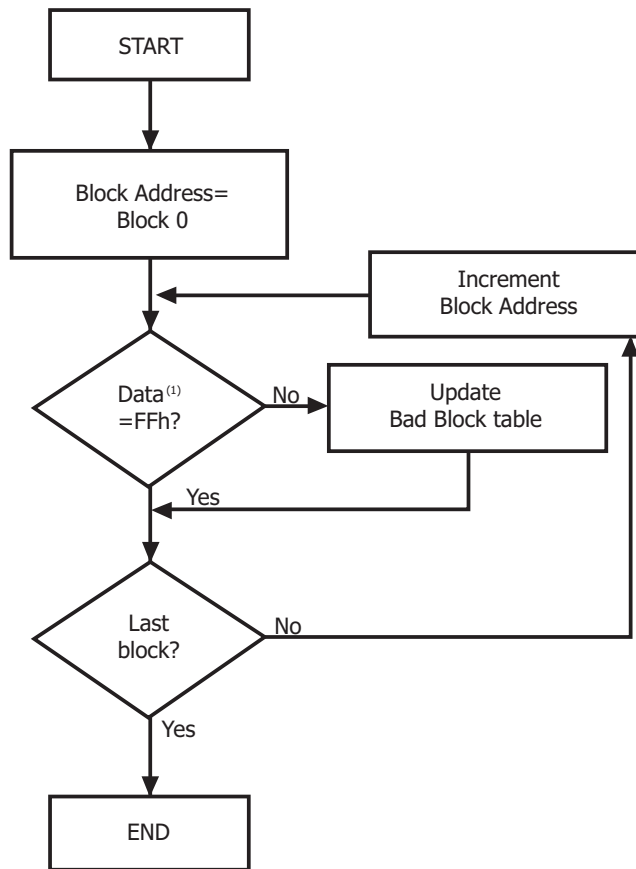 START
Block Address=
Block 0
Increment
Block Address
Data(1)
=FFh?
No
Update
Bad Block table
Yes
Last
block?
No
Yes
END